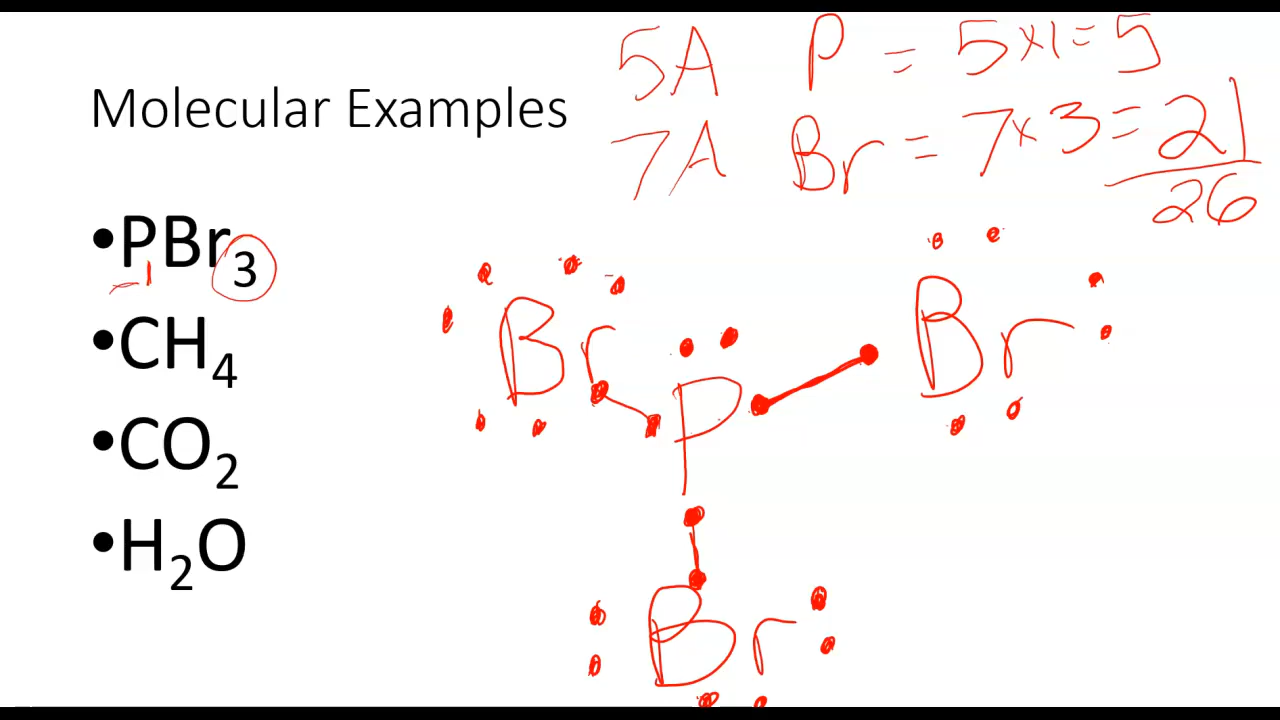 5A P = 5×1=5
Molecular Examples
7A Br = 7×3=21
26
•PBr₃
1
Br
Br
•CH₄
P
•CO₂
•H₂O
Br